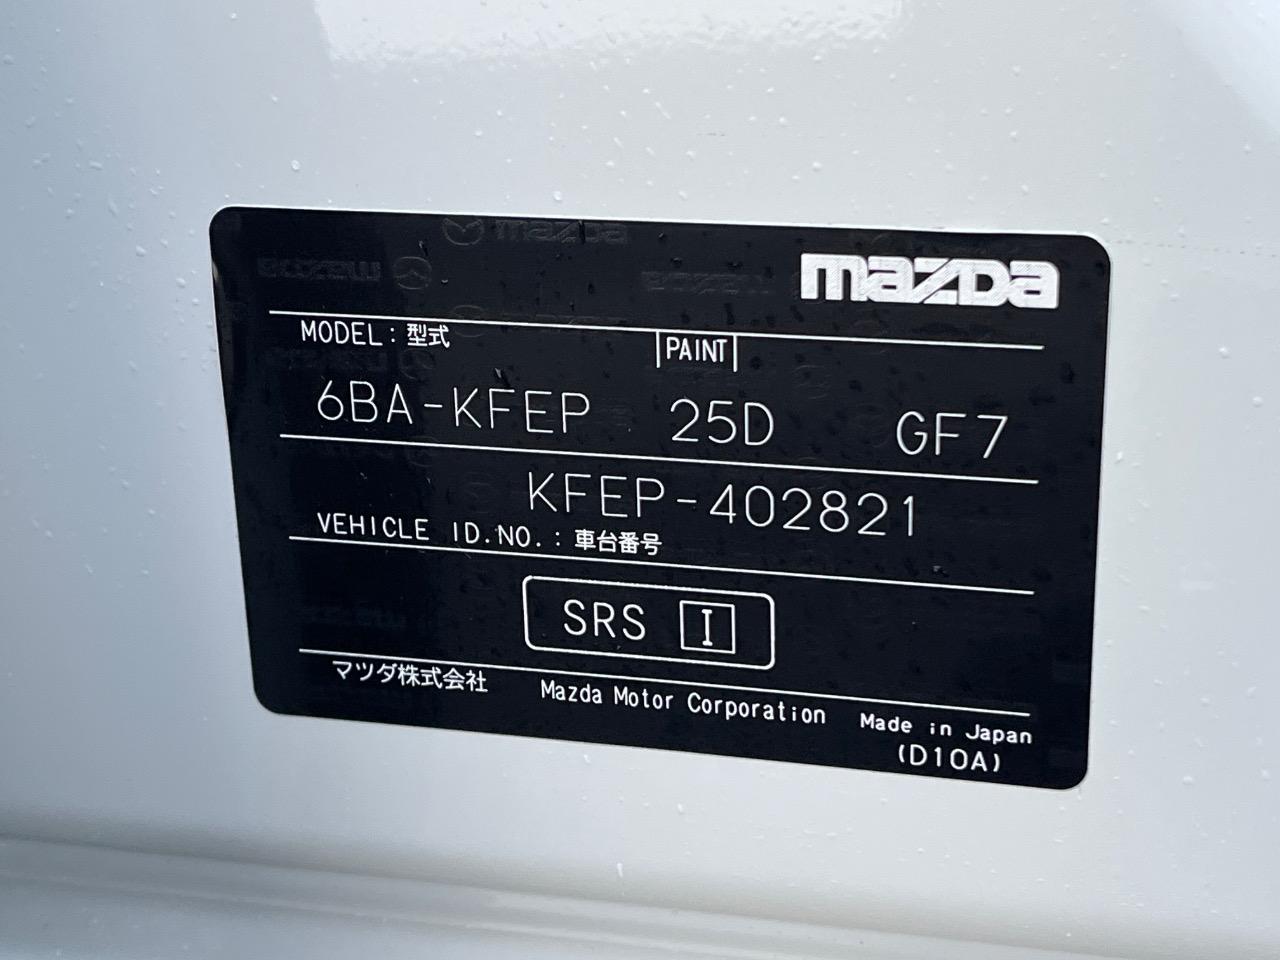 mazda
MODEL : 型式 PAINT
6BA-KFEP 25D GF7
KFEP-402821
VEHICLE ID.NO. : 車台番号
SRS I
マツダ株式会社 Mazda Motor Corporation Made in Japan
(D10A)